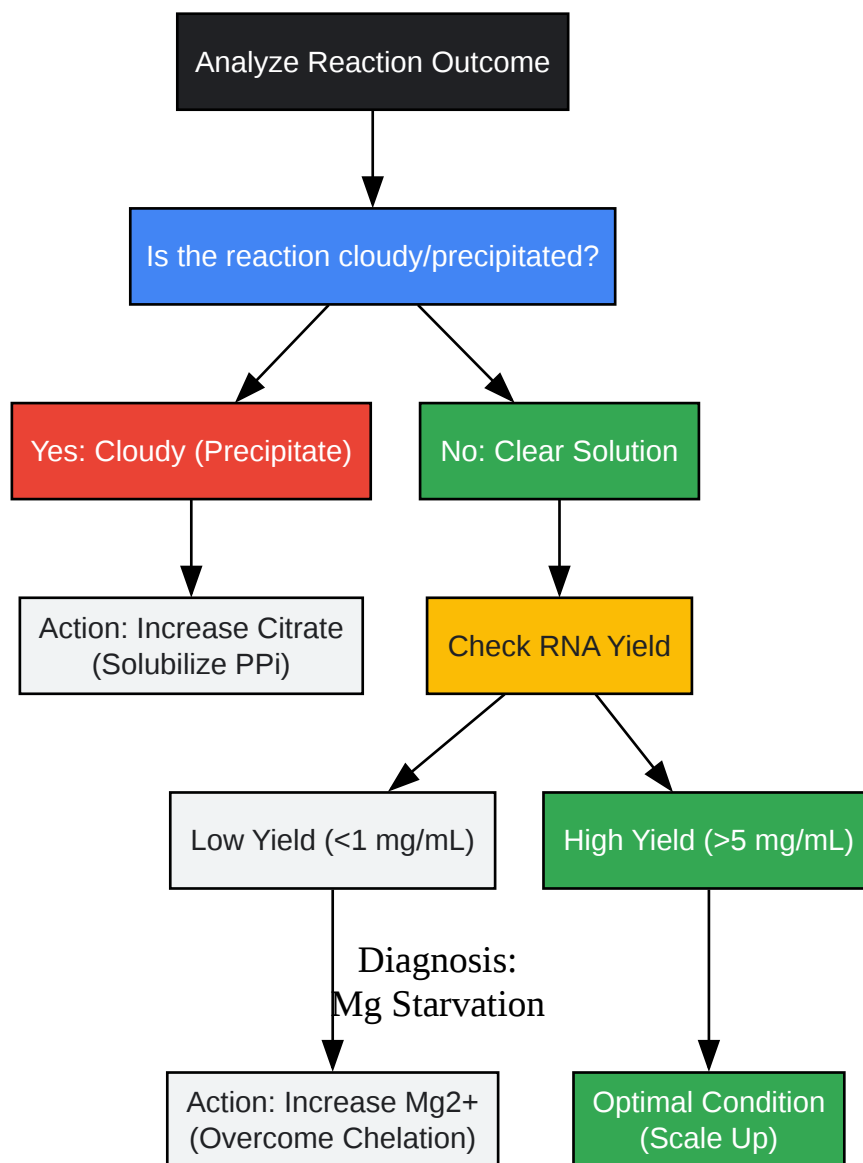 Analyze Reaction Outcome
Is the reaction cloudy/precipitated?
Yes: Cloudy (Precipitate)
No: Clear Solution
Action: Increase Citrate
(Solubilize PPi)
Check RNA Yield
Low Yield (<1 mg/mL)
High Yield (>5 mg/mL)
Diagnosis:
Mg Starvation
Action: Increase Mg2+
(Overcome Chelation)
Optimal Condition
(Scale Up)